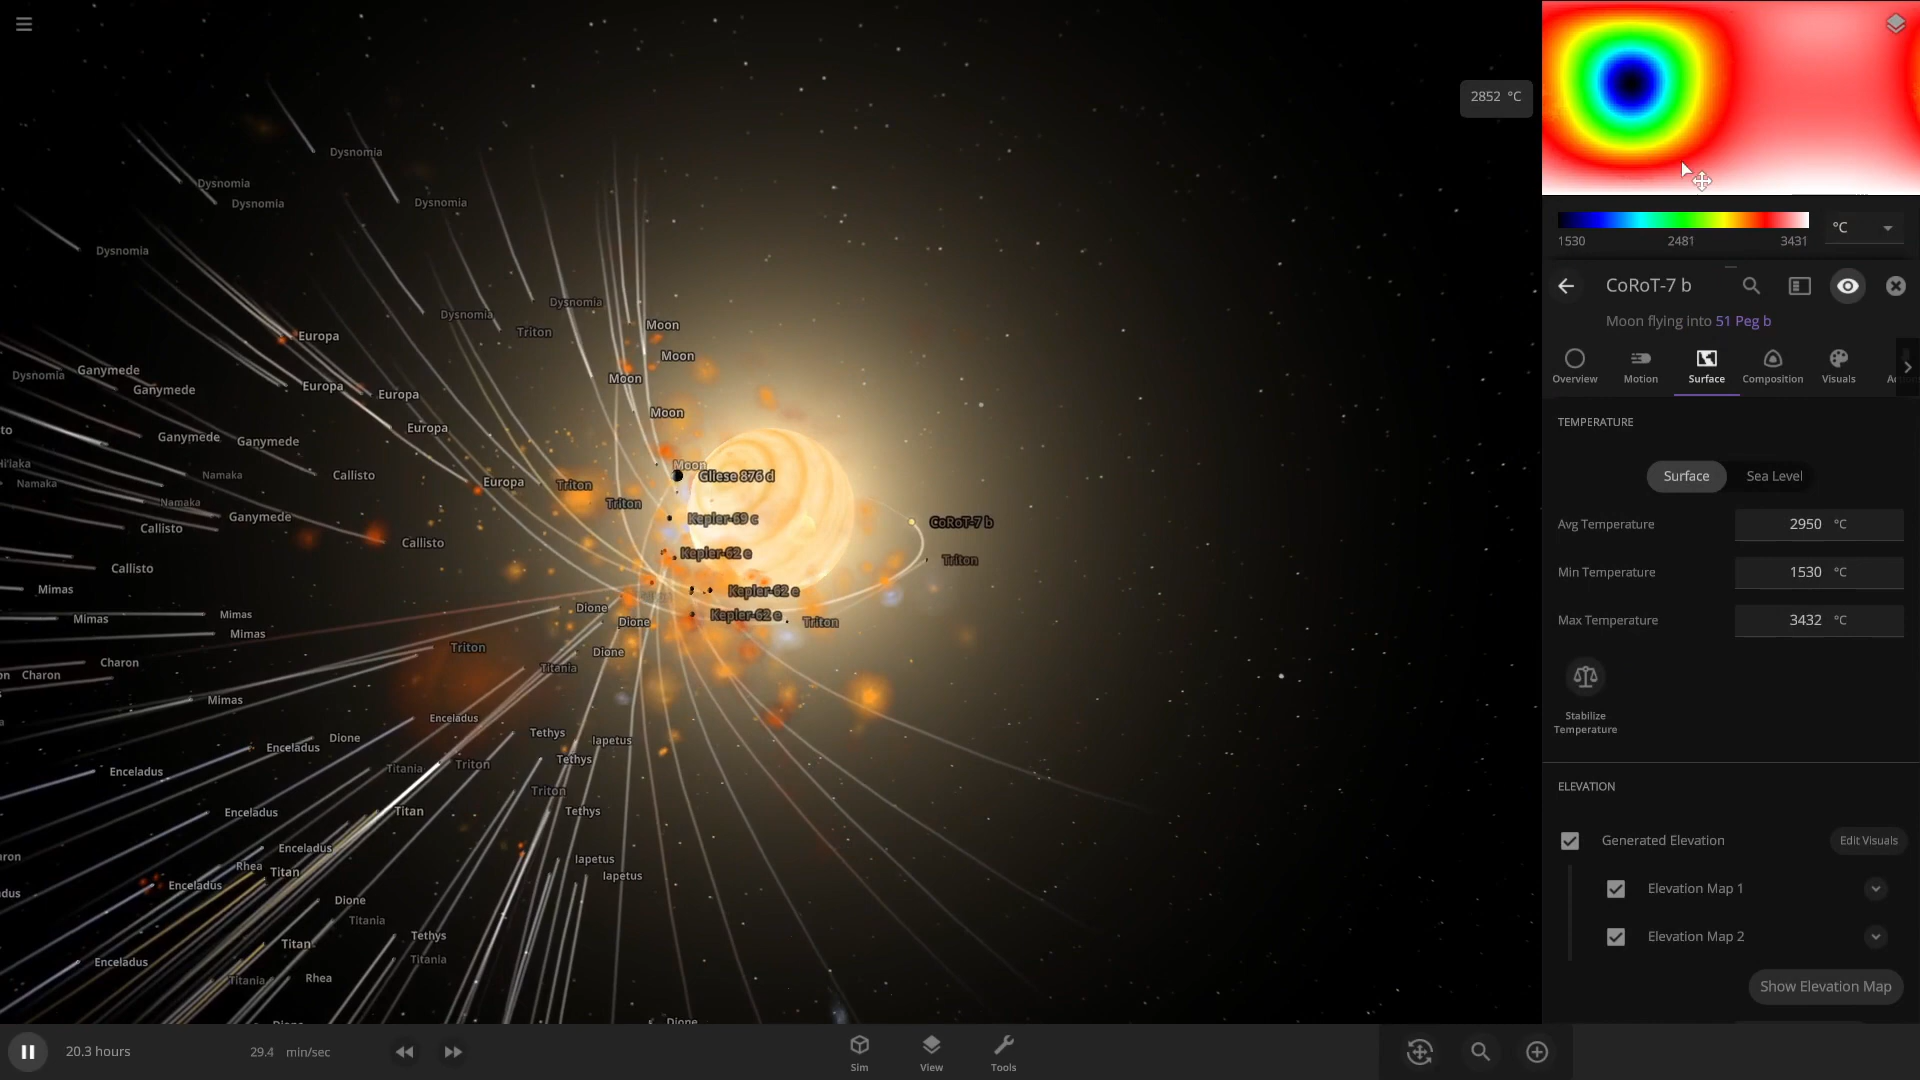 2852 °C
°C
1530 2481 3431
CoRoT-7 b
Moon flying into 51 Peg b
Overview Motion Surface Composition Visuals
TEMPERATURE
Surface Sea Level
Avg Temperature 2950 °C
Min Temperature 1530 °C
Max Temperature 3432 °C
Stabilize
Temperature
ELEVATION
Generated Elevation Edit Visuals
Elevation Map 1
Elevation Map 2
Show Elevation Map
Dysnomia
Dysnomia
Dysnomia
Dysnomia
Dysnomia
Dysnomia
Dysnomia
Triton
Moon
Europa
Moon
Ganymede
Dysnomia
Moon
Europa
Ganymede
Europa
Moon
Europa
Ganymede
Ganymede
Moon
Callisto
Namaka
Gliese 876 d
Namaka
Europa
Triton
Namaka
Triton
Ganymede
Kepler-69 c
CoRoT-7 b
Callisto
Callisto
Kepler-62 e
Triton
Callisto
Mimas
Kepler-62 e
Dione
Mimas
Mimas
Kepler-62 e
Dione
Triton
Mimas
Triton
Dione
Charon
Titania
Charon
Mimas
Enceladus
Tethys
Dione
Iapetus
Enceladus
Tethys
Titania
Triton
Enceladus
Triton
Titan
Tethys
Enceladus
Enceladus
Iapetus
Rhea
Titan
Iapetus
Enceladus
Dione
Titania
Tethys
Titan
Titania
Enceladus
Rhea
Titania
Dione
20.3 hours 29.4 min/sec
Sim View Tools